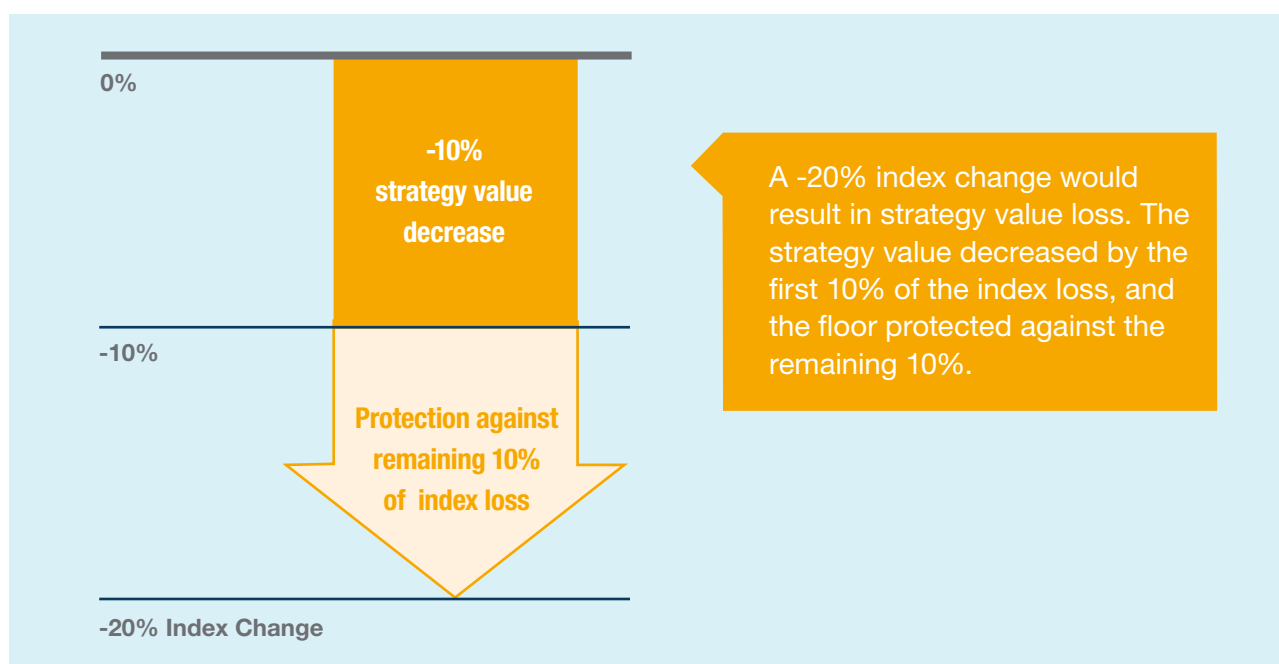 0%
-10%
strategy value
decrease
A -20% index change would
result in strategy value loss. The
strategy value decreased by the
first 10% of the index loss, and
the floor protected against the
remaining 10%.
-10%
Protection against
remaining 10%
of index loss
-20% Index Change